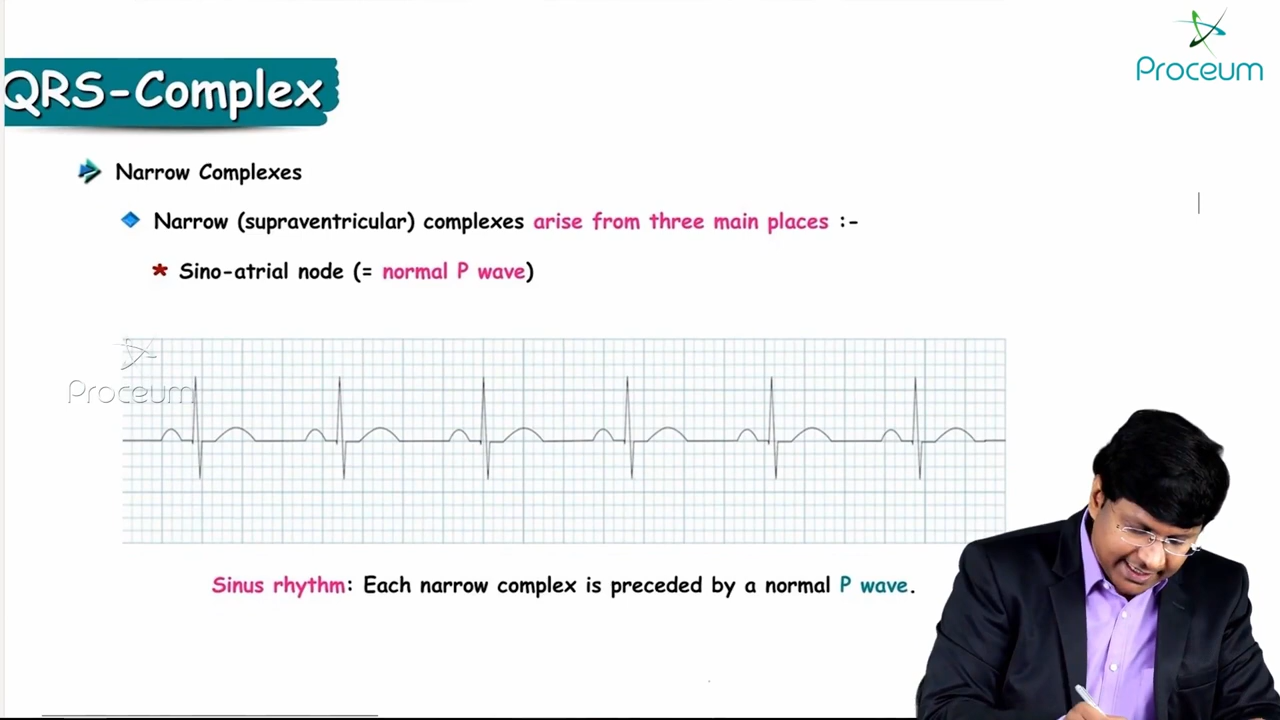 Proceum
QRS-Complex
Narrow Complexes
Narrow (supraventricular) complexes arise from three main places :-
* Sino-atrial node (= normal P wave)
Proceum
Sinus rhythm: Each narrow complex is preceded by a normal P wave.